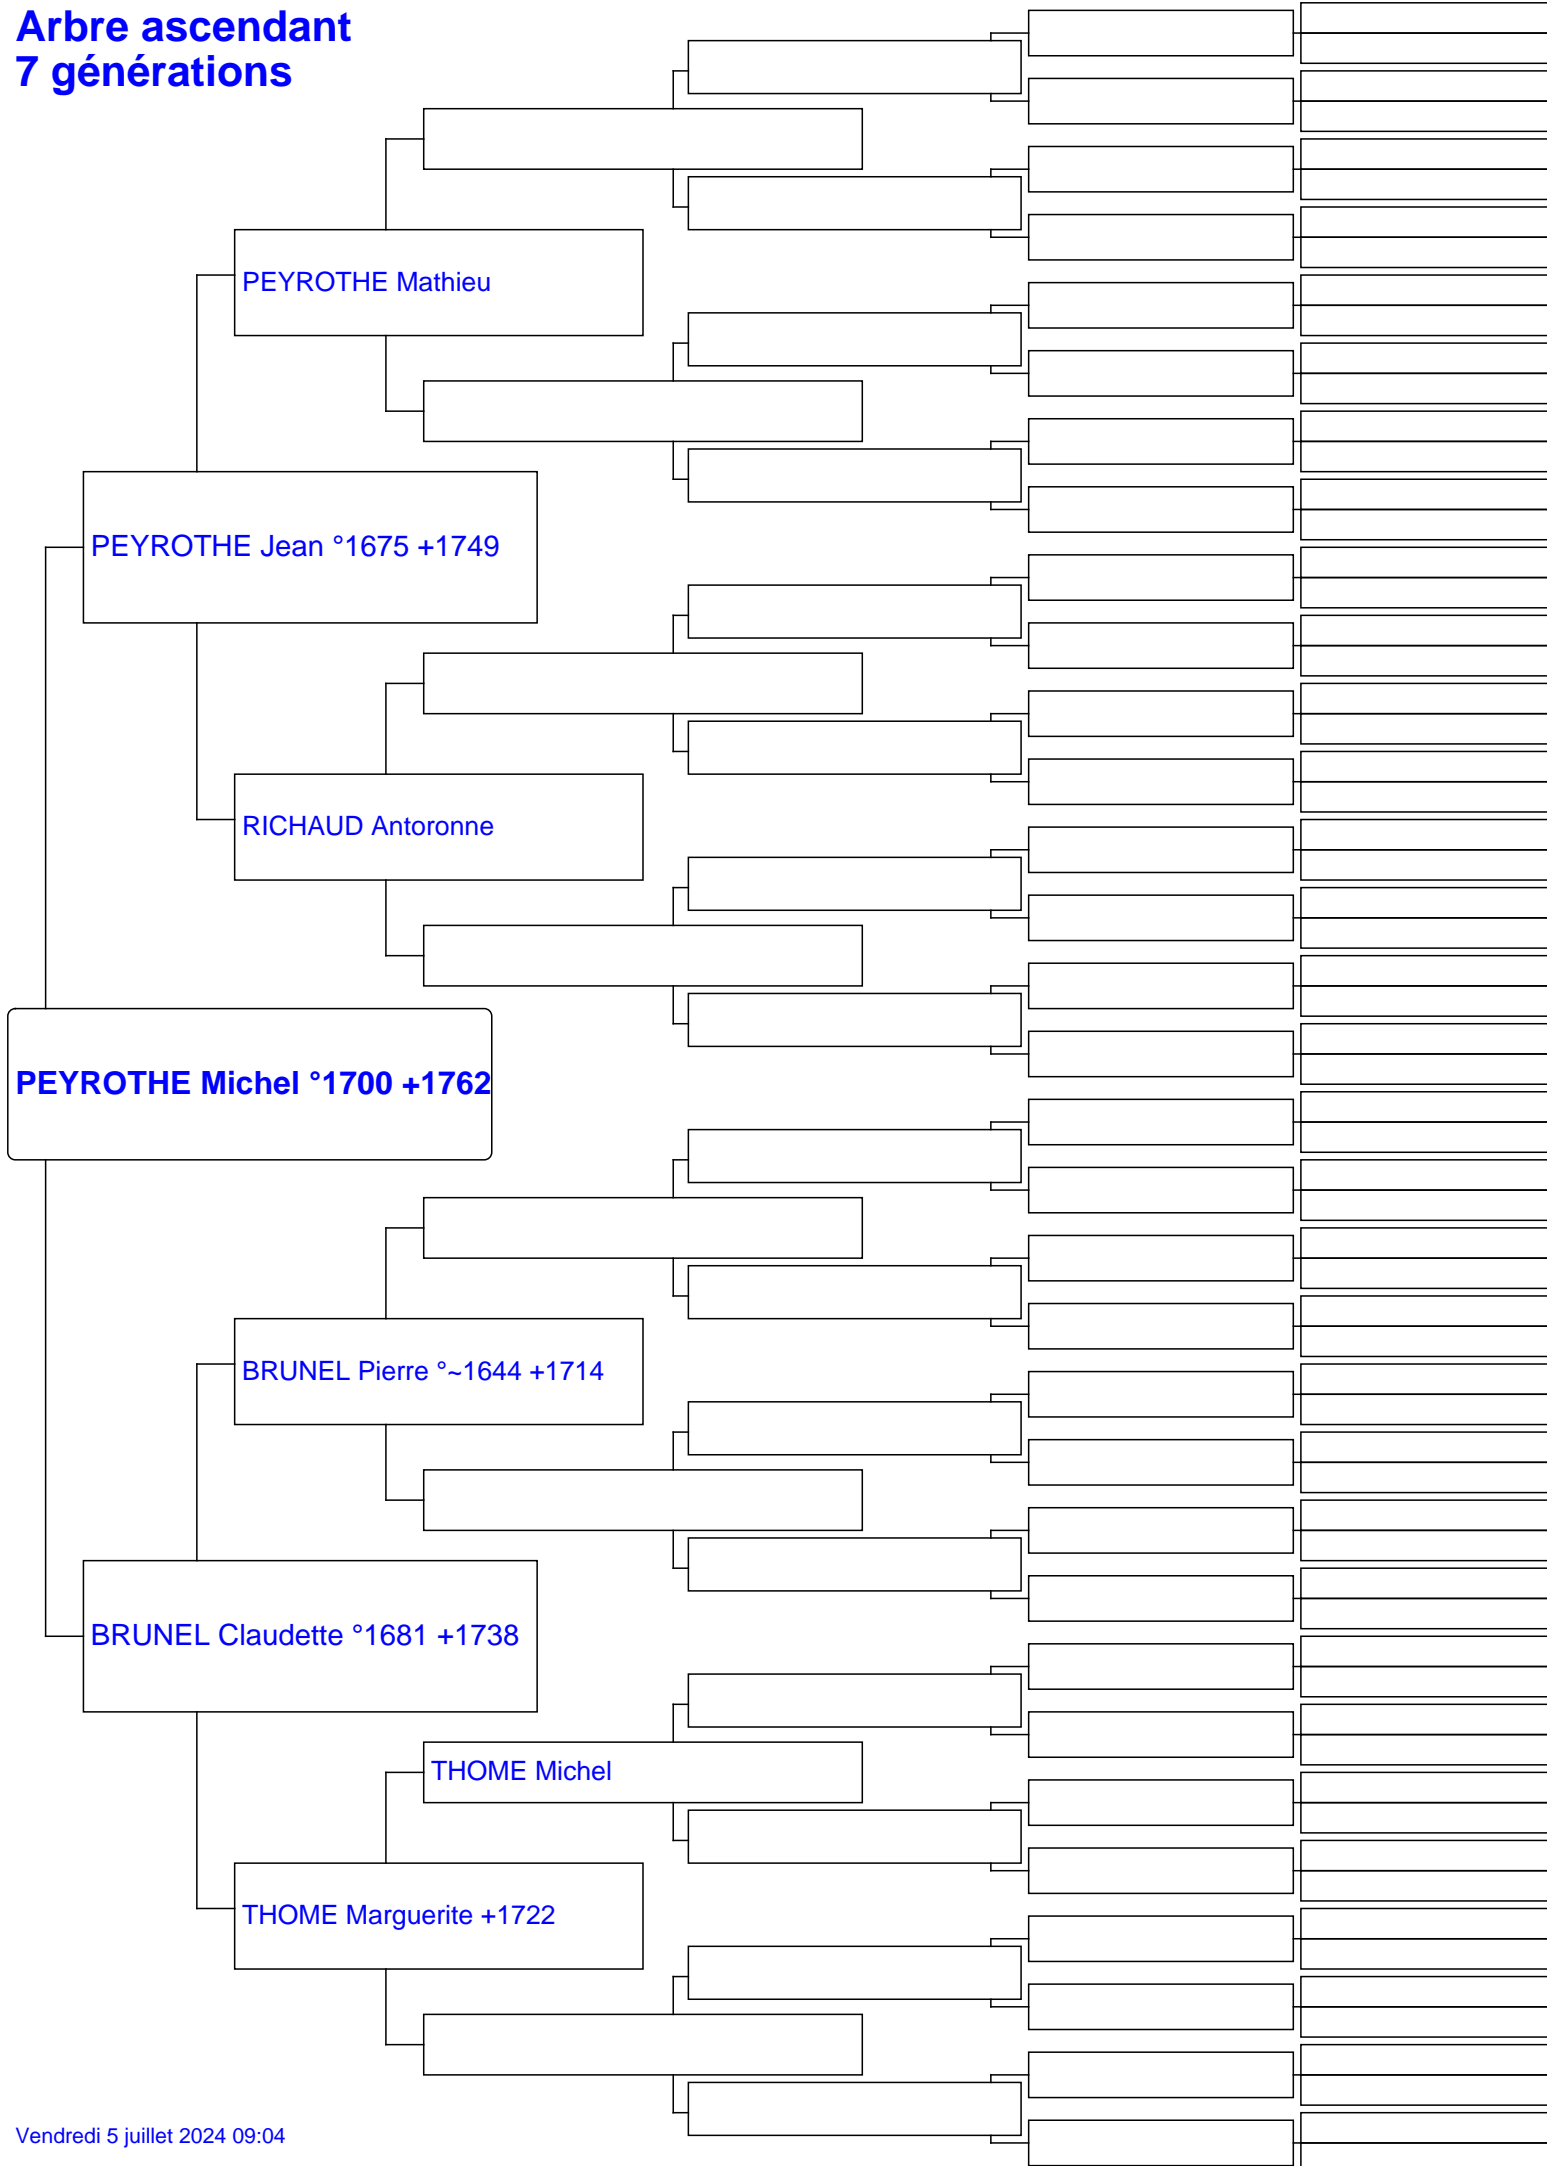 Arbre ascendant
7 générations
PEYROTHE Mathieu
PEYROTHE Jean °1675 +1749
RICHAUD Antoronne
PEYROTHE Michel °1700 +1762
BRUNEL Pierre °~1644 +1714
BRUNEL Claudette °1681 +1738
THOME Michel
THOME Marguerite +1722
Vendredi 5 juillet 2024 09:04